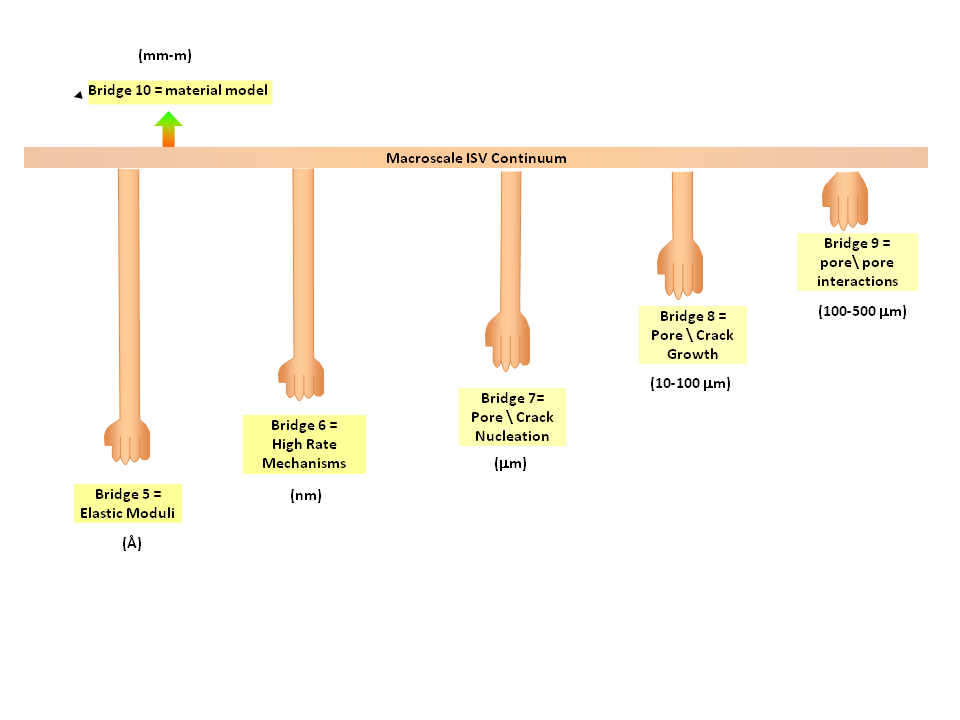 (mm-m)
Bridge 10 = material model
Macroscale ISV Continuum
Bridge 5 =
Elastic Moduli
(Å)
Bridge 6 =
High Rate
Mechanisms
(nm)
Bridge 7=
Pore \ Crack
Nucleation
(μm)
Bridge 8 =
Pore \ Crack
Growth
(10-100 μm)
Bridge 9 =
pore\ pore
interactions
(100-500 μm)